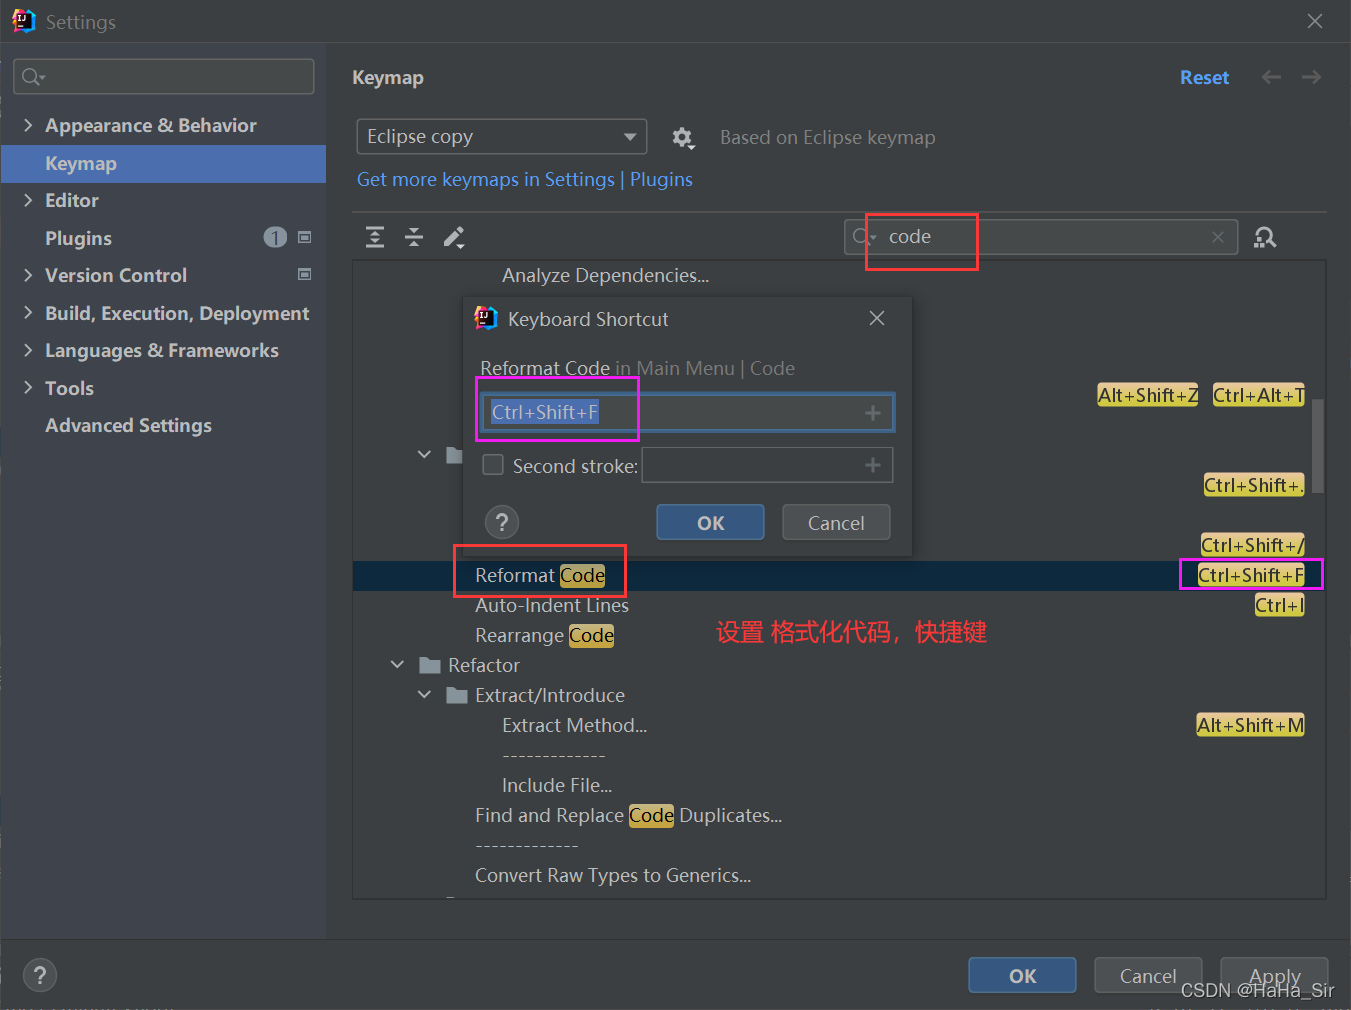 Settings
Keymap
Reset
Appearance & Behavior
Keymap
Editor
Plugins
1
Version Control
Build, Execution, Deployment
Languages & Frameworks
Tools
Advanced Settings
Eclipse copy
Based on Eclipse keymap
Get more keymaps in Settings | Plugins
code
Analyze Dependencies...
Keyboard Shortcut
Reformat Code in Main Menu | Code
Ctrl+Shift+F
Second stroke:
?
OK
Cancel
Alt+Shift+Z Ctrl+Alt+T
Ctrl+Shift+.
Ctrl+Shift+/
Reformat Code Ctrl+Shift+F
Auto-Indent Lines Ctrl+I
Rearrange Code
设置 格式化代码，快捷键
Refactor
Extract/Introduce
Extract Method... Alt+Shift+M
-------------
Include File...
Find and Replace Code Duplicates...
-------------
Convert Raw Types to Generics...
?
OK
Cancel
Apply
CSDN @HaHa_Sir